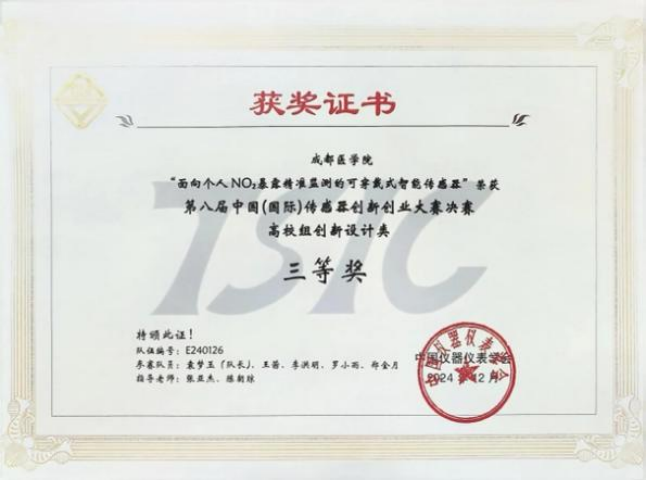 获奖证书
成都医学院
“面向个人NO₂暴露精准监测的可穿戴式智能传感器”荣获
第八届中国(国际)传感器创新创业大赛决赛
高校组创新设计类
三等奖
特颁此证！
队伍编号：E240126
参赛队员：袁梦玉（队长）、王茜、李洪明、罗小雨、郑金月
指导老师：张亚杰、陈朝琼
中国仪器仪表学会
2024年12月
TSIC